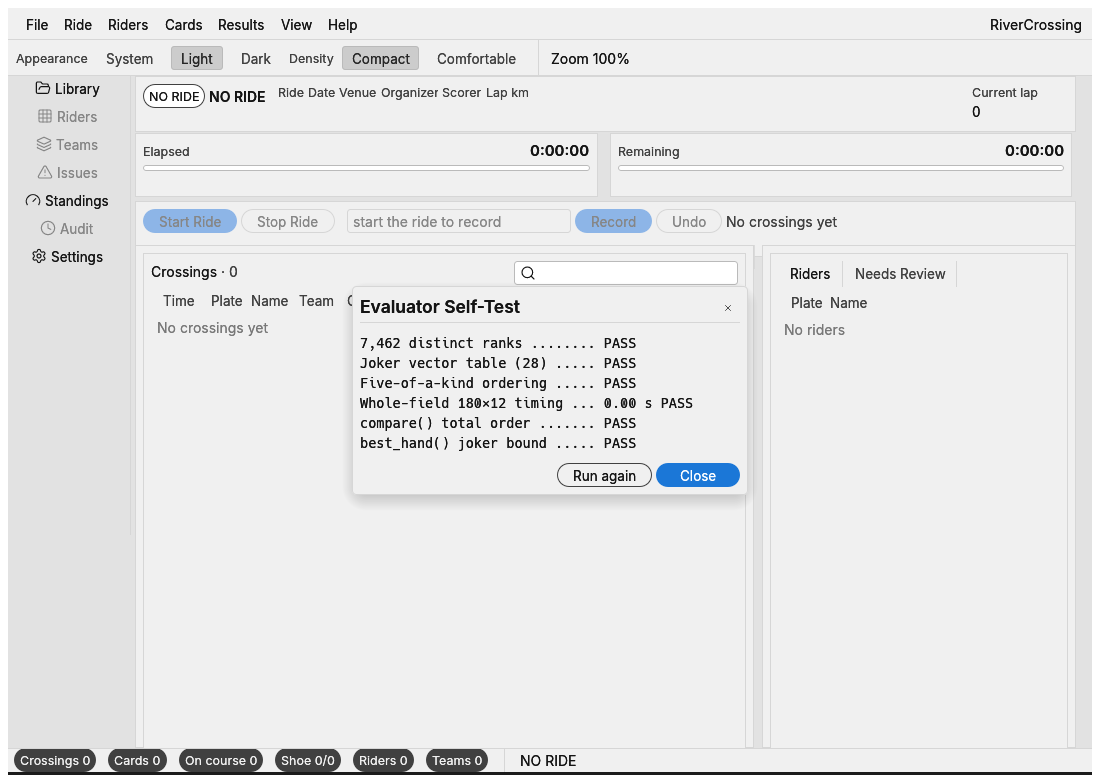 File Ride Riders Cards Results View Help RiverCrossing
Appearance System Light Dark Density Compact Comfortable Zoom 100%
Library
Riders
Teams
Issues
Standings
Audit
Settings
NO RIDE NO RIDE Ride Date Venue Organizer Scorer Lap km
Current lap
0
Elapsed 0:00:00
Remaining 0:00:00
Start Ride Stop Ride start the ride to record Record Undo No crossings yet
Crossings · 0
Time Plate Name Team
No crossings yet
Riders Needs Review
Plate Name
No riders
Evaluator Self-Test ×
7,462 distinct ranks ........ PASS
Joker vector table (28) ..... PASS
Five-of-a-kind ordering ..... PASS
Whole-field 180×12 timing ... 0.00 s PASS
compare() total order ....... PASS
best_hand() joker bound ..... PASS
Run again Close
Crossings 0 Cards 0 On course 0 Shoe 0/0 Riders 0 Teams 0 NO RIDE